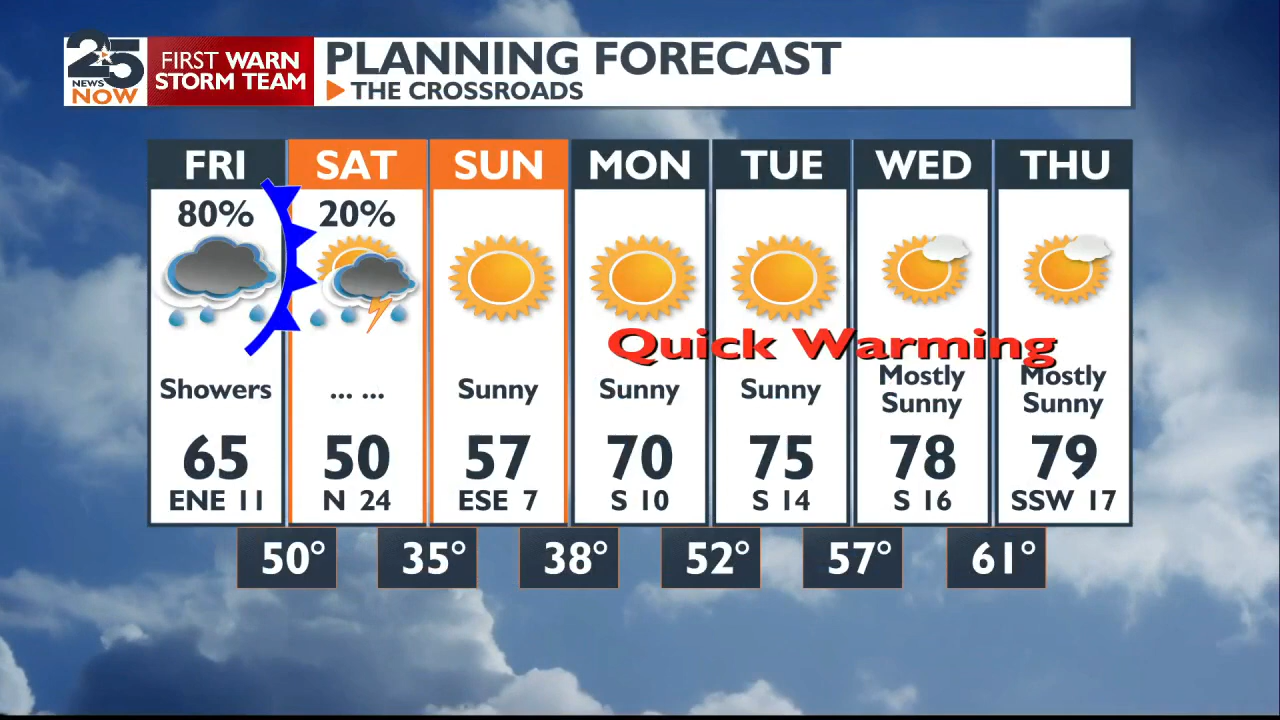 25
NEWS
NOW
FIRST WARN
STORM TEAM
PLANNING FORECAST
THE CROSSROADS
FRI SAT SUN MON TUE WED THU
80% 20%
Quick Warming
Showers ... ... Sunny Sunny Sunny Mostly Sunny Mostly Sunny
65 50 57 70 75 78 79
ENE 11 N 24 ESE 7 S 10 S 14 S 16 SSW 17
50° 35° 38° 52° 57° 61°